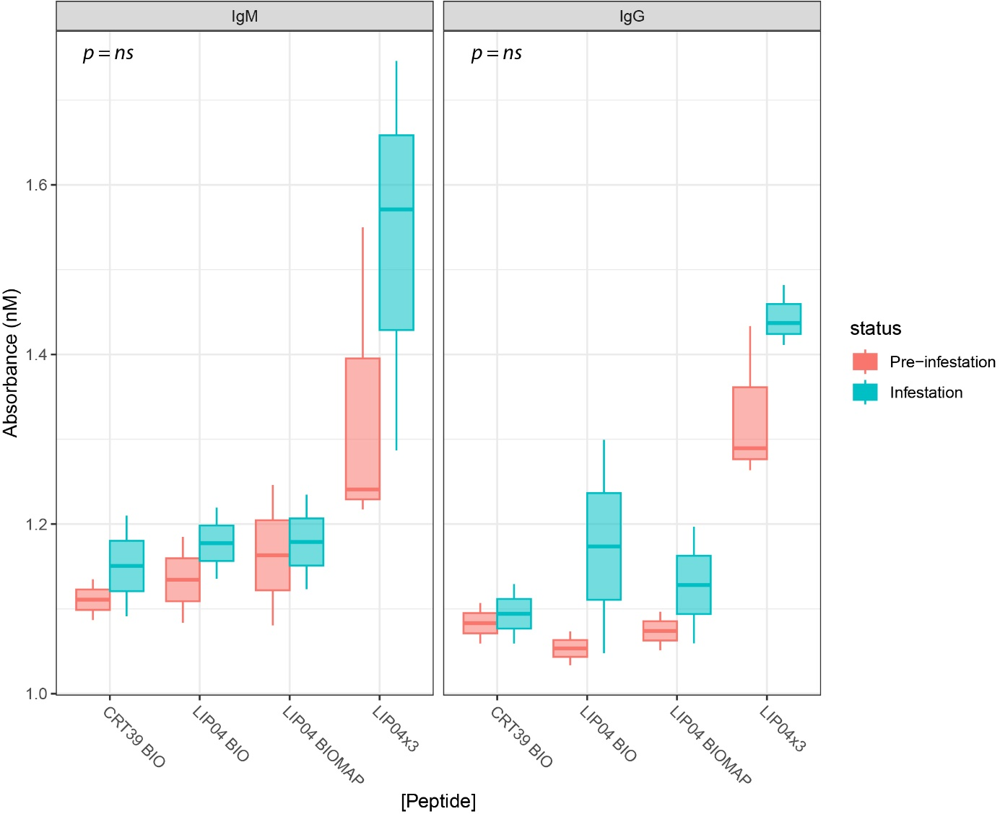 IgM
IgG
p = ns
p = ns
Absorbance (nM)
1.6
1.4
1.2
1.0
CRT39 BIO
LIP04 BIO
LIP04 BIOMAP
LIP04x3
CRT39 BIO
LIP04 BIO
LIP04 BIOMAP
LIP04x3
[Peptide]
status
Pre−infestation
Infestation